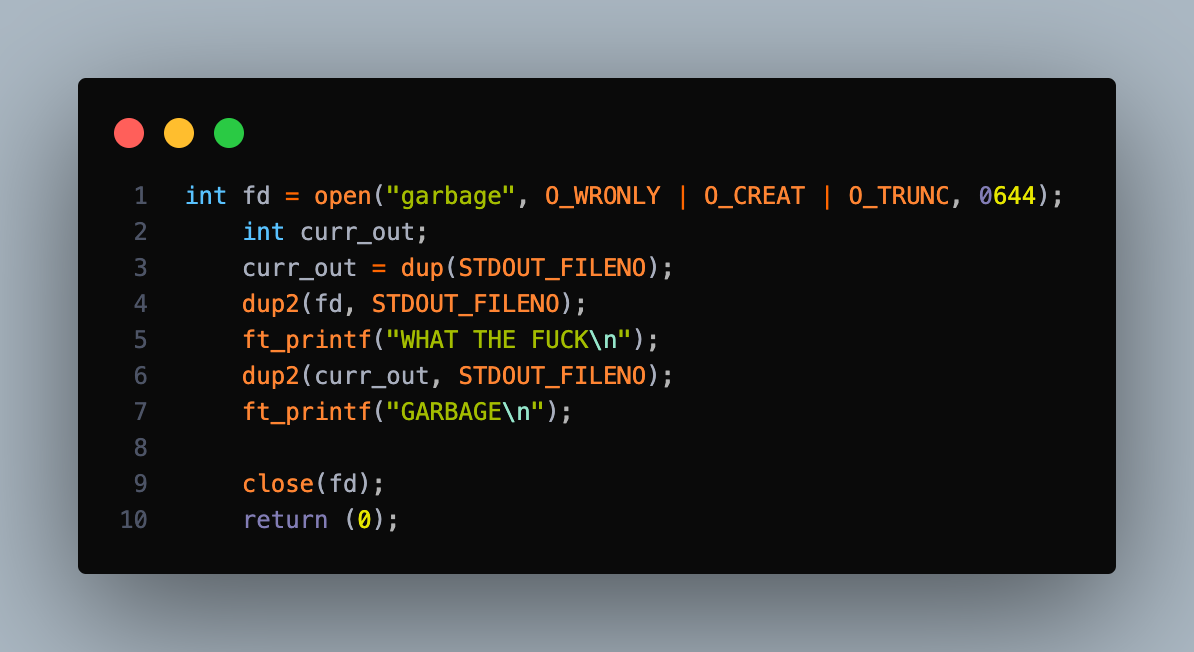 1 int fd = open("garbage", O_WRONLY | O_CREAT | O_TRUNC, 0644);
2 int curr_out;
3 curr_out = dup(STDOUT_FILENO);
4 dup2(fd, STDOUT_FILENO);
5 ft_printf("WHAT THE FUCK\n");
6 dup2(curr_out, STDOUT_FILENO);
7 ft_printf("GARBAGE\n");
8
9 close(fd);
10 return (0);